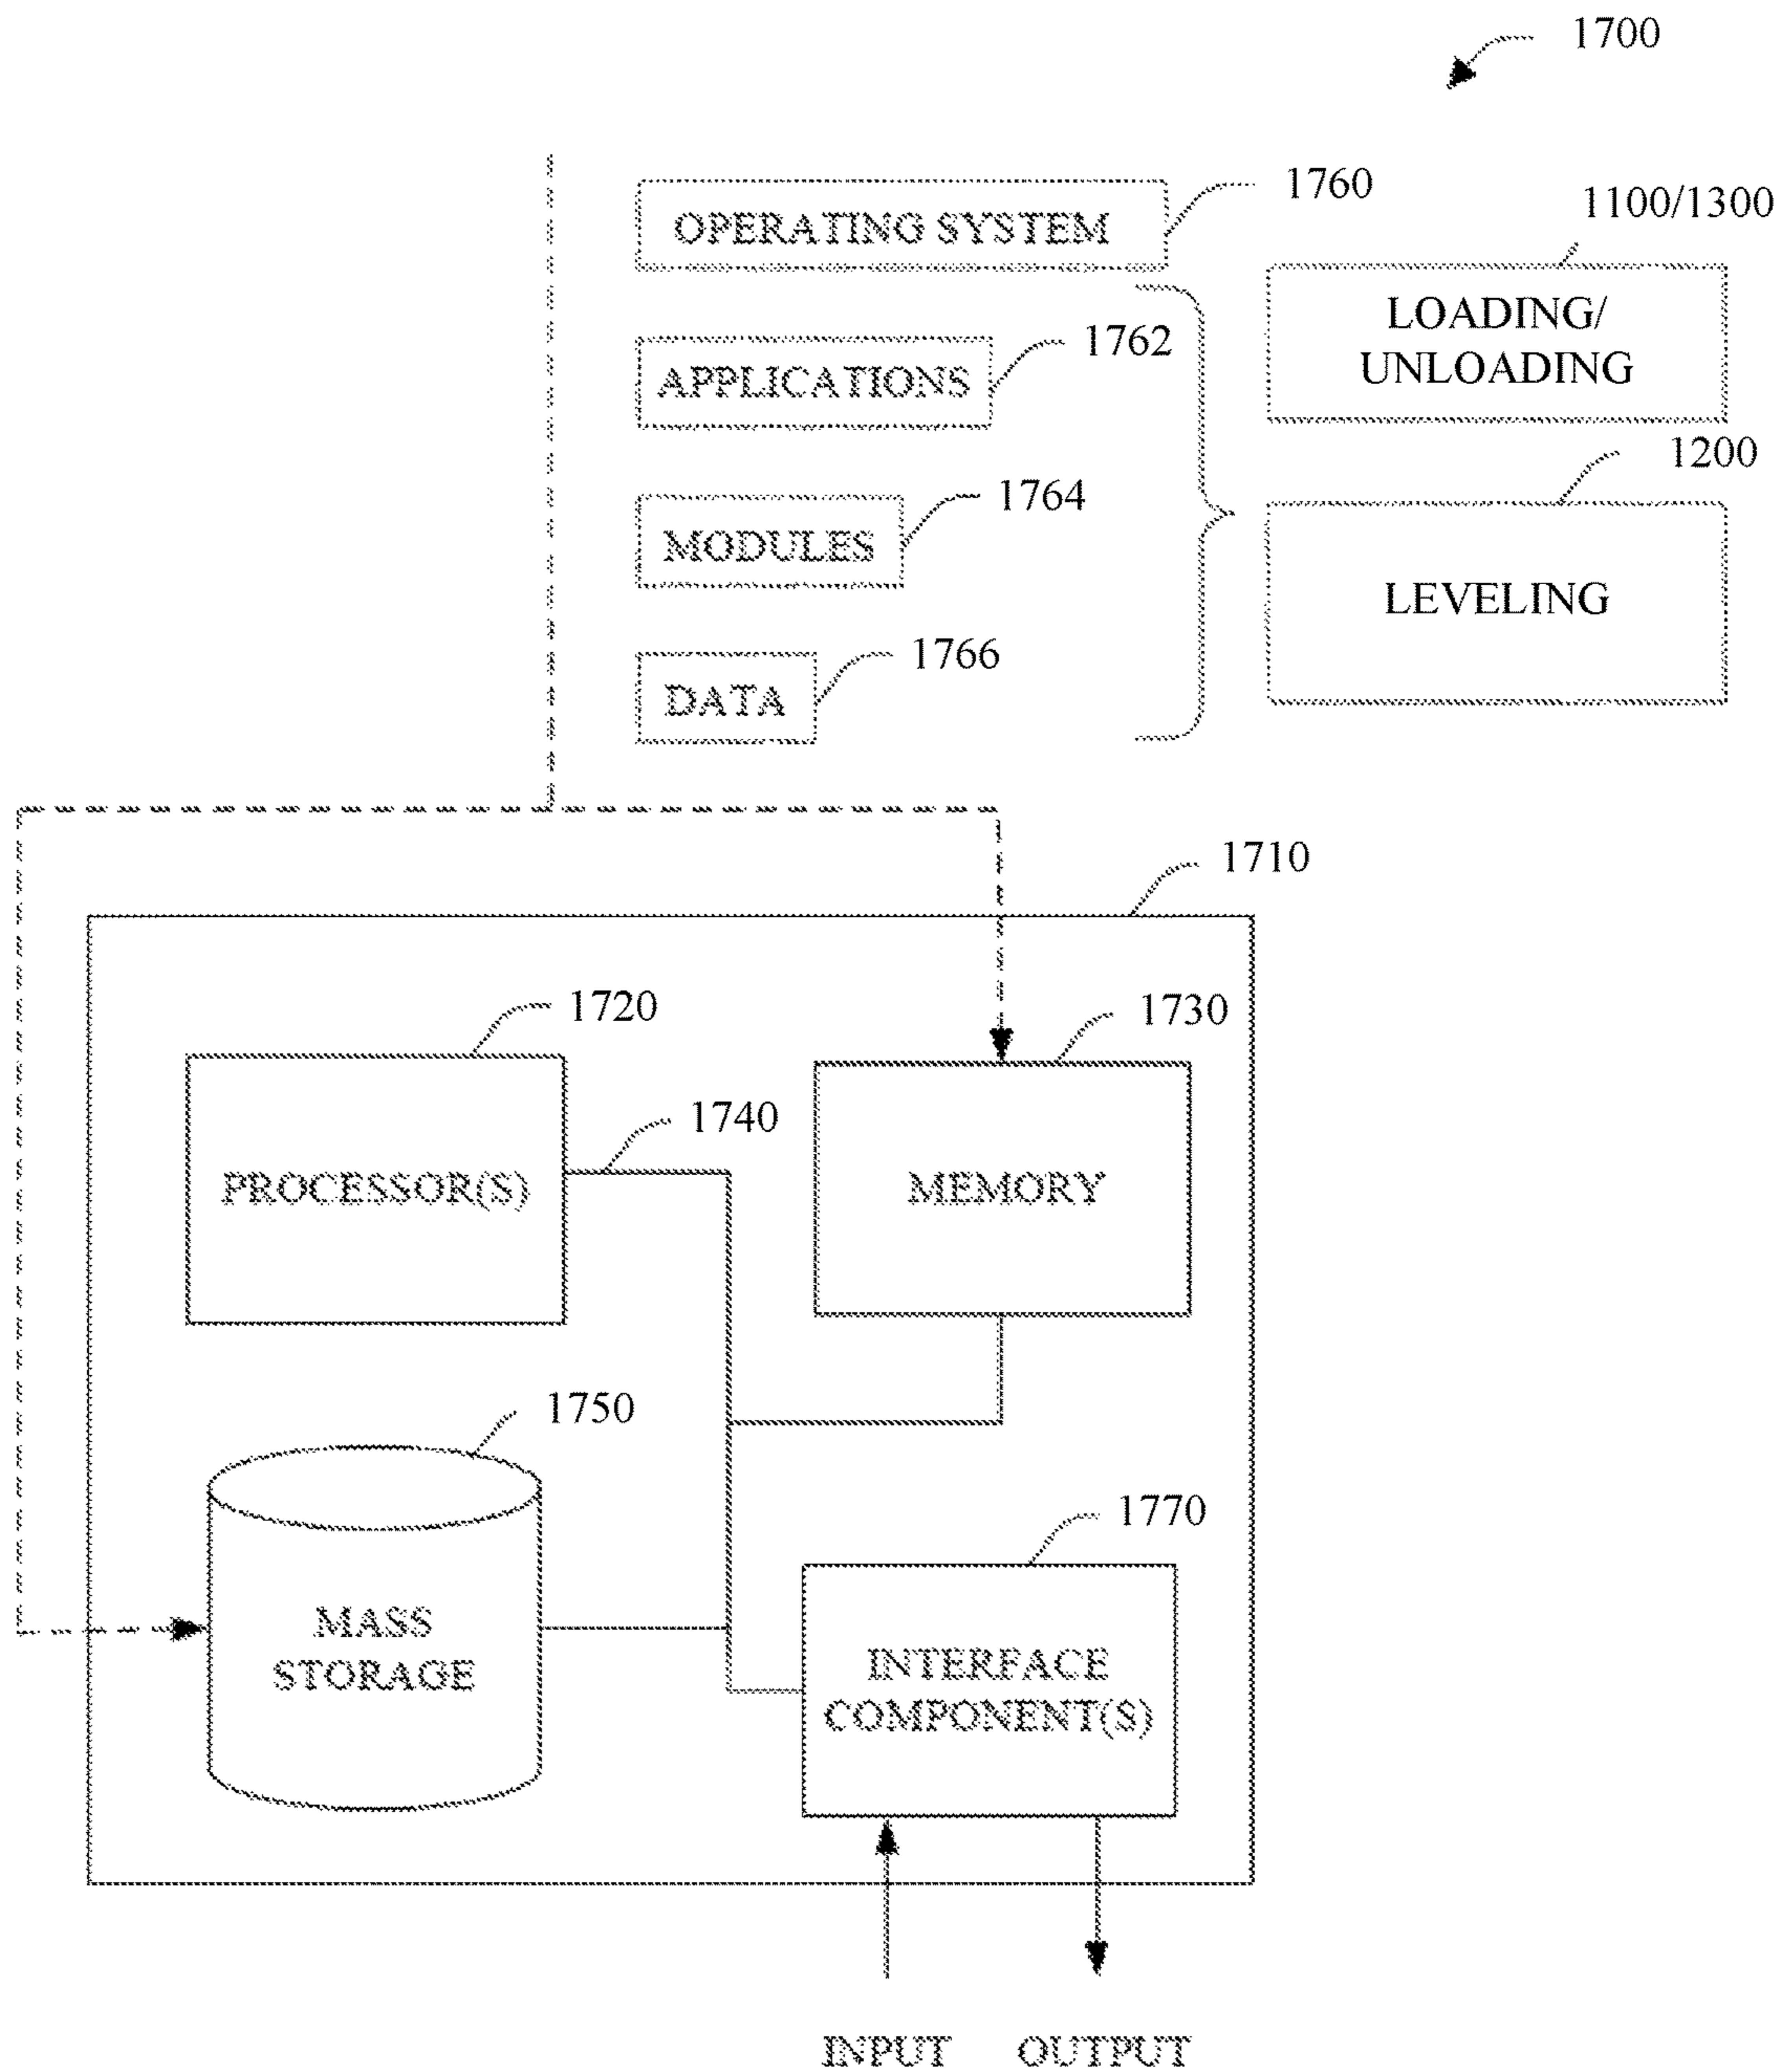 1700
1760
OPERATING SYSTEM
1100/1300
LOADING/
UNLOADING
1762
APPLICATIONS
1764
MODULES
1200
LEVELING
1766
DATA
1710
1720
PROCESSOR(S)
1730
MEMORY
1740
1750
MASS
STORAGE
1770
INTERFACE
COMPONENT(S)
INPUT
OUTPUT